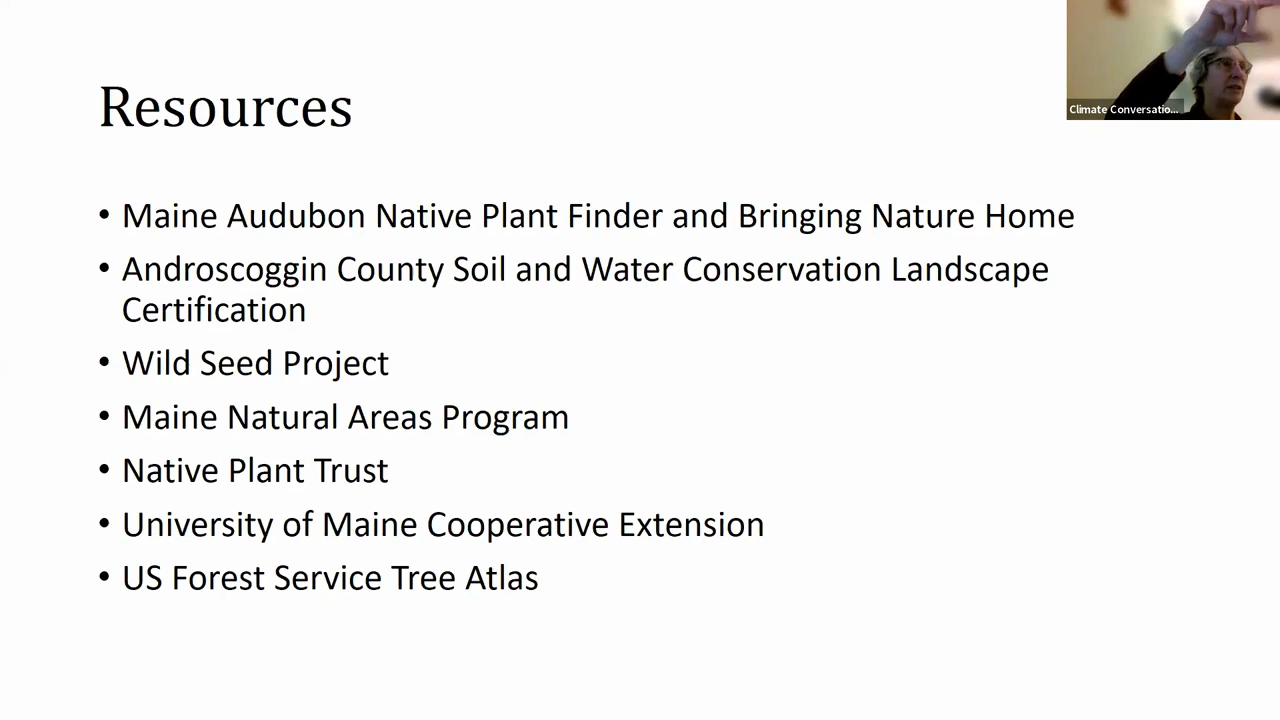 Resources
Climate Conversatio...
• Maine Audubon Native Plant Finder and Bringing Nature Home
• Androscoggin County Soil and Water Conservation Landscape
Certification
• Wild Seed Project
• Maine Natural Areas Program
• Native Plant Trust
• University of Maine Cooperative Extension
• US Forest Service Tree Atlas